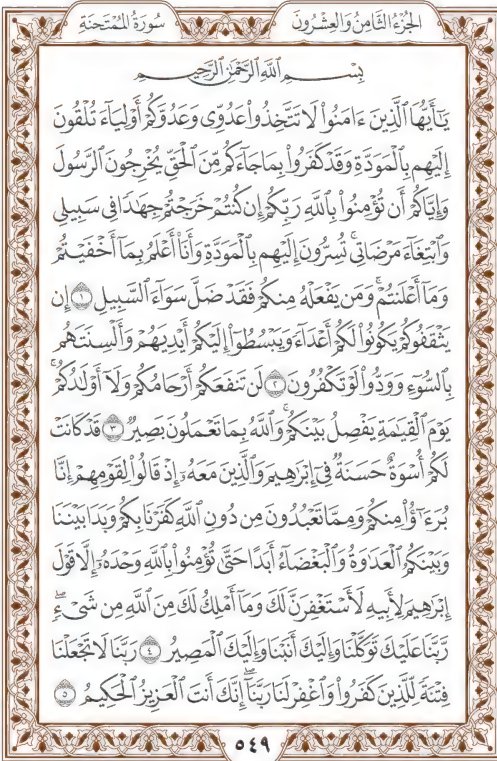 الجُزْءُ الثَّامِنُ وَالعِشْرُونَ سُورَةُ المُمْتَحنَةِ
بِسْمِ ٱللَّهِ ٱلرَّحْمَٰنِ ٱلرَّحِيمِ
يَٰٓأَيُّهَا ٱلَّذِينَ ءَامَنُوا۟ لَا تَتَّخِذُوا۟ عَدُوِّى وَعَدُوَّكُمْ أَوْلِيَآءَ تُلْقُونَ
إِلَيْهِم بِٱلْمَوَدَّةِ وَقَدْ كَفَرُوا۟ بِمَا جَآءَكُم مِّنَ ٱلْحَقِّ يُخْرِجُونَ ٱلرَّسُولَ
وَإِيَّاكُمْ أَن تُؤْمِنُوا۟ بِٱللَّهِ رَبِّكُمْ إِن كُنتُمْ خَرَجْتُمْ جِهَٰدًا فِى سَبِيلِى
وَٱبْتِغَآءَ مَرْضَاتِى تُسِرُّونَ إِلَيْهِم بِٱلْمَوَدَّةِ وَأَنَا۠ أَعْلَمُ بِمَآ أَخْفَيْتُمْ
وَمَآ أَعْلَنتُمْ وَمَن يَفْعَلْهُ مِنكُمْ فَقَدْ ضَلَّ سَوَآءَ ٱلسَّبِيلِ ١ إِن
يَثْقَفُوكُمْ يَكُونُوا۟ لَكُمْ أَعْدَآءً وَيَبْسُطُوٓا۟ إِلَيْكُمْ أَيْدِيَهُمْ وَأَلْسِنَتَهُم
بِٱلسُّوٓءِ وَوَدُّوا۟ لَوْ تَكْفُرُونَ ٢ لَن تَنفَعَكُمْ أَرْحَامُكُمْ وَلَآ أَوْلَٰدُكُمْ
يَوْمَ ٱلْقِيَٰمَةِ يَفْصِلُ بَيْنَكُمْ وَٱللَّهُ بِمَا تَعْمَلُونَ بَصِيرٌ ٣ قَدْ كَانَتْ
لَكُمْ أُسْوَةٌ حَسَنَةٌ فِىٓ إِبْرَٰهِيمَ وَٱلَّذِينَ مَعَهُۥٓ إِذْ قَالُوا۟ لِقَوْمِهِمْ إِنَّا
بُرَءَٰٓؤُا۟ مِنكُمْ وَمِمَّا تَعْبُدُونَ مِن دُونِ ٱللَّهِ كَفَرْنَا بِكُمْ وَبَدَا بَيْنَنَا
وَبَيْنَكُمُ ٱلْعَدَٰوَةُ وَٱلْبَغْضَآءُ أَبَدًا حَتَّىٰ تُؤْمِنُوا۟ بِٱللَّهِ وَحْدَهُۥٓ إِلَّا قَوْلَ
إِبْرَٰهِيمَ لِأَبِيهِ لَأَسْتَغْفِرَنَّ لَكَ وَمَآ أَمْلِكُ لَكَ مِنَ ٱللَّهِ مِن شَىْءٍ
رَّبَّنَا عَلَيْكَ تَوَكَّلْنَا وَإِلَيْكَ أَنَبْنَا وَإِلَيْكَ ٱلْمَصِيرُ ٤ رَبَّنَا لَا تَجْعَلْنَا
فِتْنَةً لِّلَّذِينَ كَفَرُوا۟ وَٱغْفِرْ لَنَا رَبَّنَآ إِنَّكَ أَنتَ ٱلْعَزِيزُ ٱلْحَكِيمُ ٥
٥٤٩